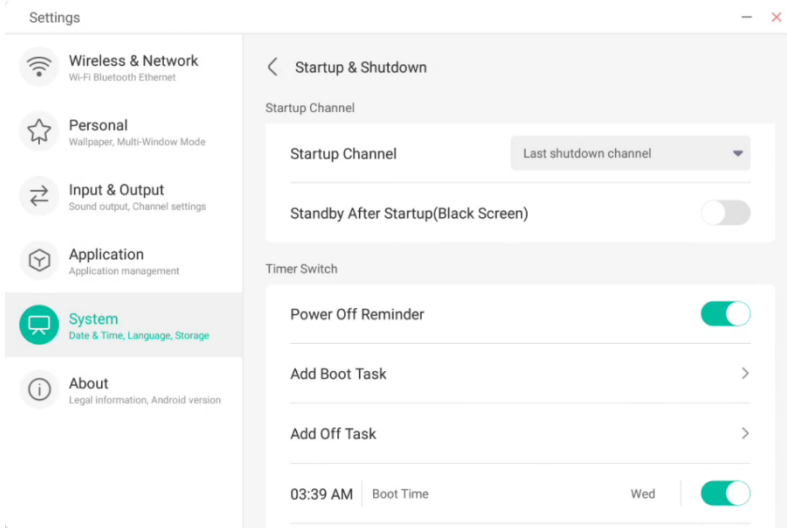 Settings
Wireless & Network
Wi-Fi Bluetooth Ethernet
Personal
Wallpaper, Multi-Window Mode
Input & Output
Sound output, Channel settings
Application
Application management
System
Date & Time, Language, Storage
About
Legal information, Android version
Startup & Shutdown
Startup Channel
Startup Channel Last shutdown channel
Standby After Startup(Black Screen)
Timer Switch
Power Off Reminder
Add Boot Task
Add Off Task
03:39 AM Boot Time Wed